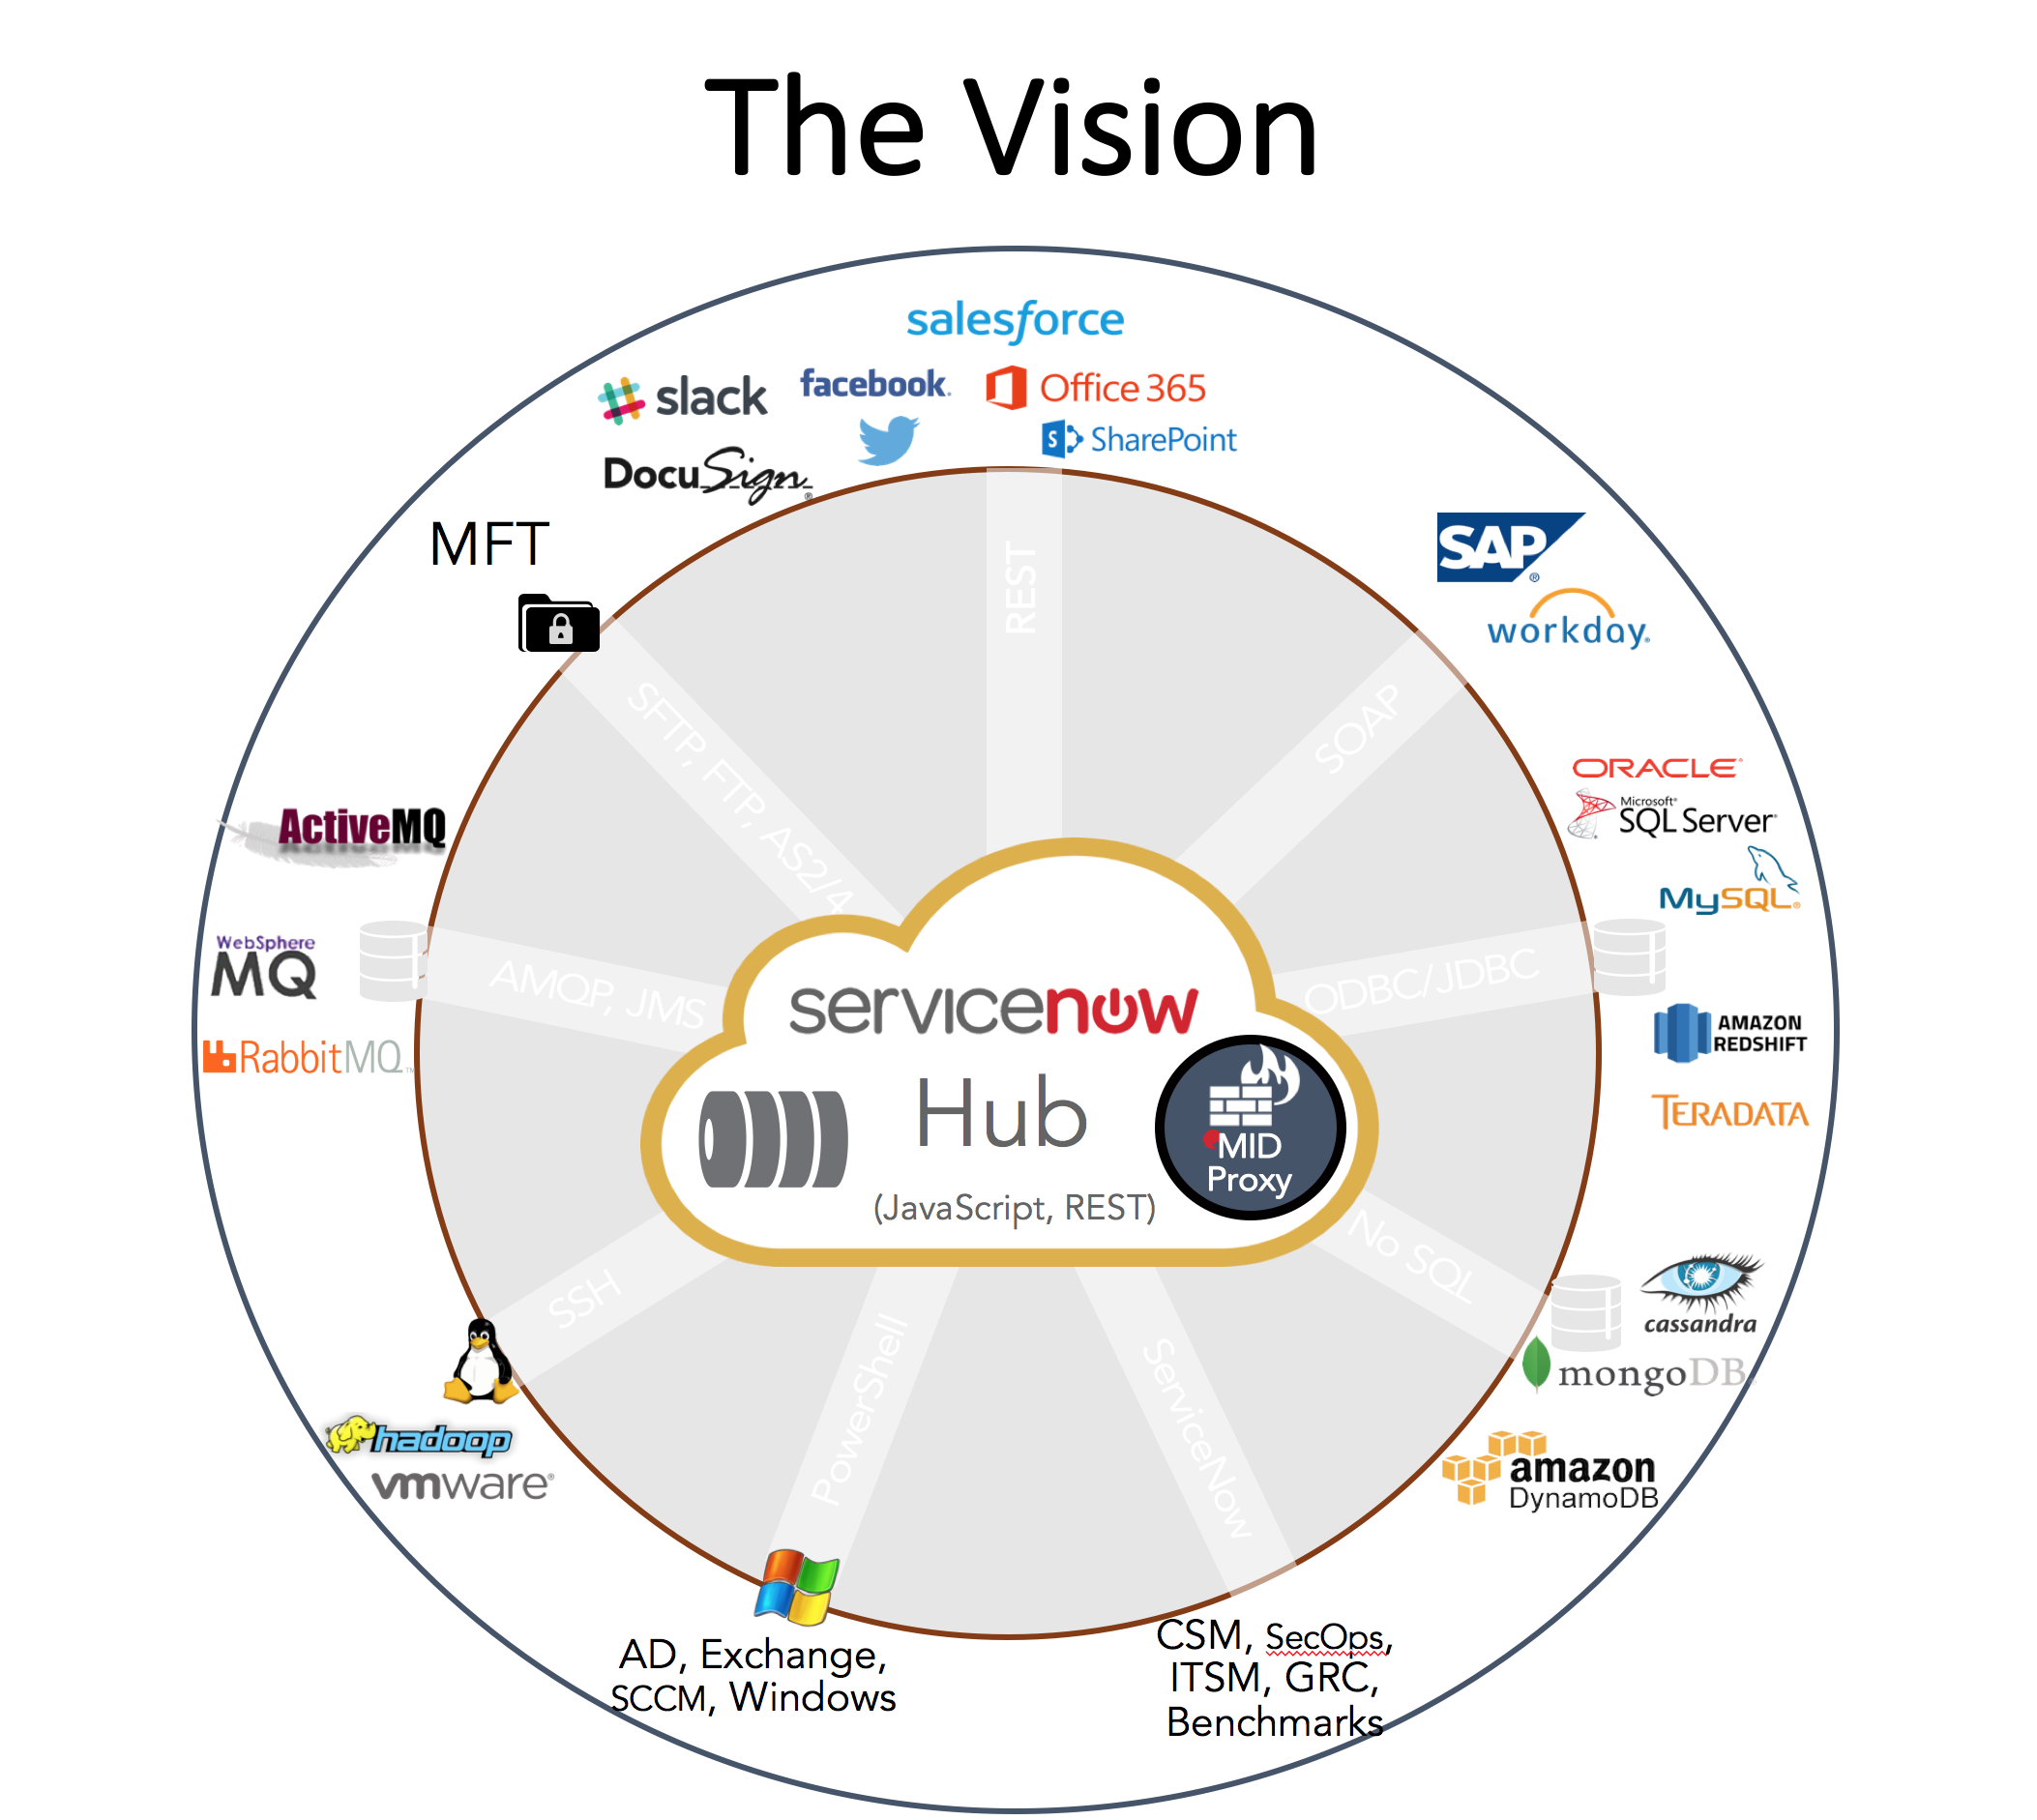 The Vision
salesforce
slack
facebook
Office 365
SharePoint
DocuSign
MFT
SAP
workday
REST
SOAP
SFTP, FTP, AS2/4
ORACLE
Microsoft
SQL Server
MySQL
ActiveMQ
WebSphere
MQ
RabbitMQ
AMQP, JMS
ODBC/JDBC
servicenow
Hub
(JavaScript, REST)
MID
Proxy
AMAZON
REDSHIFT
TERADATA
No SQL
cassandra
mongoDB
amazon
DynamoDB
SSH
hadoop
vmware
PowerShell
ServiceNow
AD, Exchange,
SCCM, Windows
CSM, SecOps,
ITSM, GRC,
Benchmarks